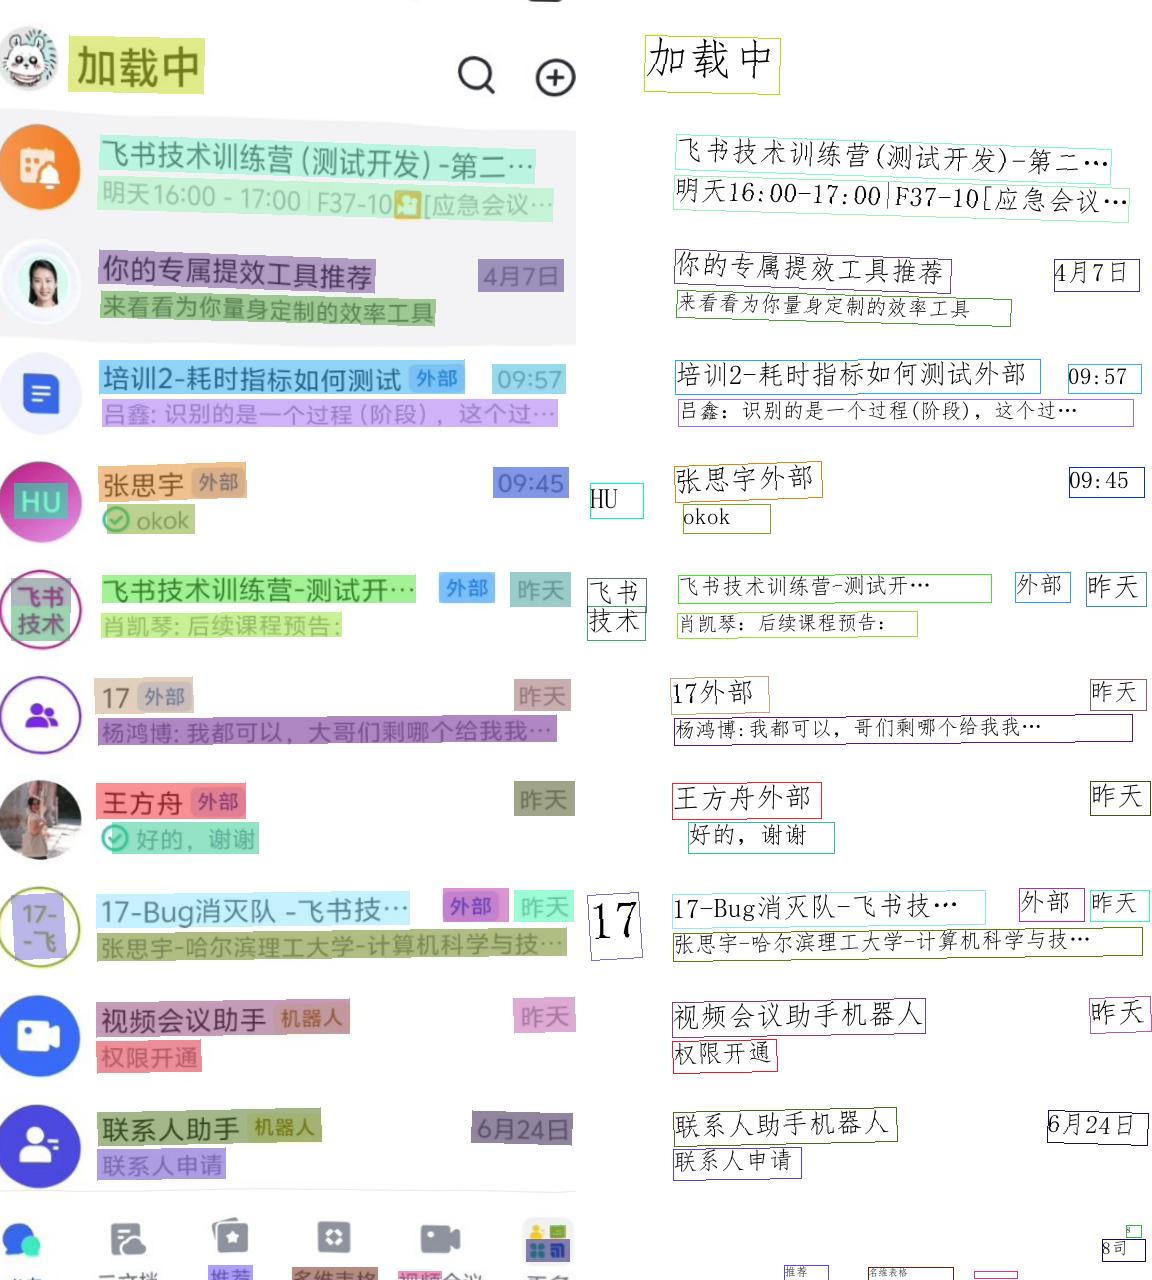 加载中
飞书技术训练营 (测试开发) -第二…
明天16:00 - 17:00 | F37-10[应急会议…
你的专属提效工具推荐
4月7日
来看看为你量身定制的效率工具
培训2-耗时指标如何测试 外部
09:57
吕鑫: 识别的是一个过程 (阶段) ，这个过…
HU
张思宇 外部
09:45
okok
飞书
技术
飞书技术训练营-测试开…
外部
昨天
肖凯琴: 后续课程预告:
17 外部
昨天
杨鸿博: 我都可以，大哥们剩哪个给我我…
王方舟 外部
昨天
好的，谢谢
17-
-飞
17-Bug消灭队 -飞书技…
外部
昨天
张思宇-哈尔滨理工大学-计算机科学与技…
视频会议助手 机器人
昨天
权限开通
联系人助手 机器人
6月24日
联系人申请
云文档
推荐
多维表格
视频会议
加载中
飞书技术训练营(测试开发)-第二…
明天16:00-17:00|F37-10[应急会议…
你的专属提效工具推荐
4月7日
来看看为你量身定制的效率工具
培训2-耗时指标如何测试外部
09:57
吕鑫: 识别的是一个过程(阶段)，这个过…
HU
张思宇外部
09:45
okok
飞书
技术
飞书技术训练营-测试开…
外部
昨天
肖凯琴: 后续课程预告:
17外部
昨天
杨鸿博:我都可以，哥们剩哪个给我我…
王方舟外部
昨天
好的，谢谢
17
17-Bug消灭队-飞书技…
外部
昨天
张思宇-哈尔滨理工大学-计算机科学与技…
视频会议助手机器人
昨天
权限开通
联系人助手机器人
6月24日
联系人申请
8
8司
推荐
名维表格